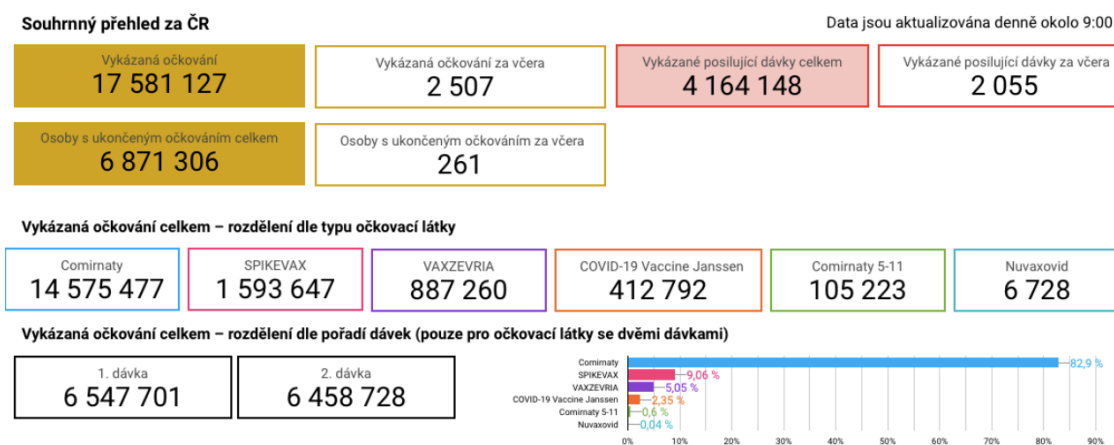 Souhrnný přehled za ČR
Data jsou aktualizována denně okolo 9:00
Vykázaná očkování
17 581 127
Vykázaná očkování za včera
2 507
Vykázané posilující dávky celkem
4 164 148
Vykázané posilující dávky za včera
2 055
Osoby s ukončeným očkováním celkem
6 871 306
Osoby s ukončeným očkováním za včera
261
Vykázaná očkování celkem – rozdělení dle typu očkovací látky
Comirnaty
14 575 477
SPIKEVAX
1 593 647
VAXZEVRIA
887 260
COVID-19 Vaccine Janssen
412 792
Comirnaty 5-11
105 223
Nuvaxovid
6 728
Vykázaná očkování celkem – rozdělení dle pořadí dávek (pouze pro očkovací látky se dvěmi dávkami)
1. dávka
6 547 701
2. dávka
6 458 728
Comirnaty 82,9 %
SPIKEVAX 9,06 %
VAXZEVRIA 5,05 %
COVID-19 Vaccine Janssen 2,35 %
Comirnaty 5-11 0,6 %
Nuvaxovid 0,04 %
0% 10% 20% 30% 40% 50% 60% 70% 80% 90%